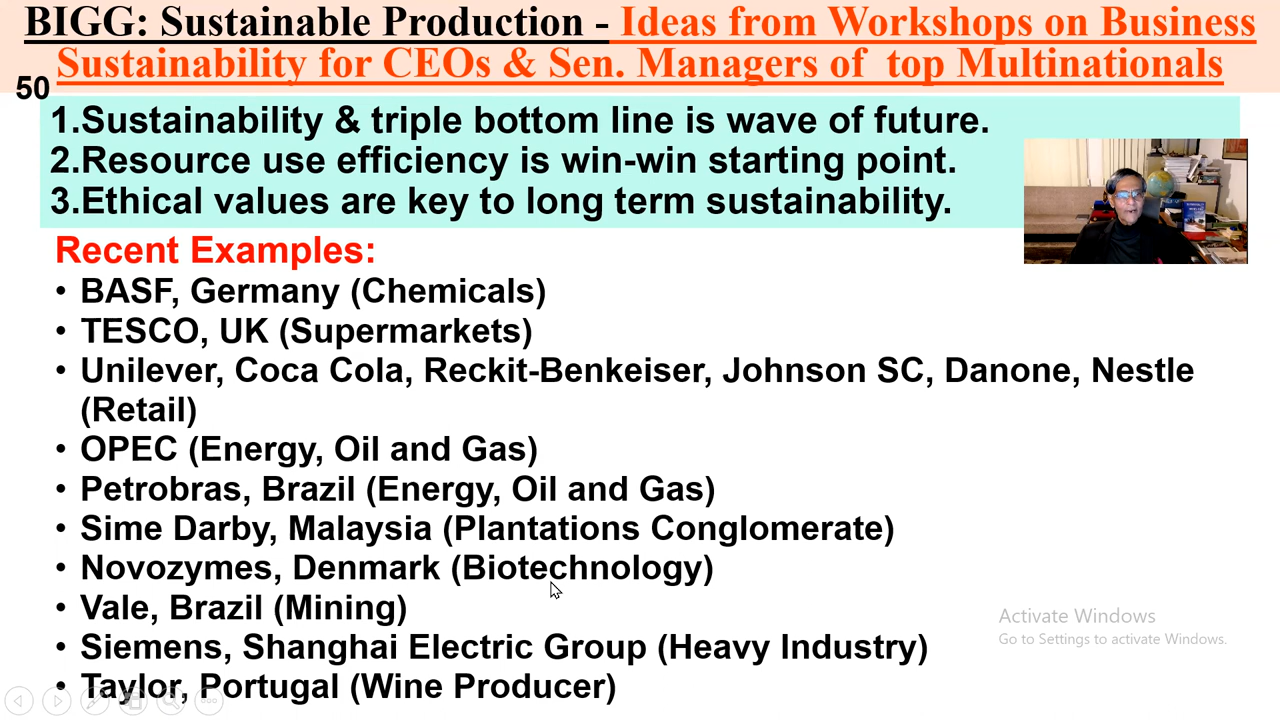 BIGG: Sustainable Production - Ideas from Workshops on Business
Sustainability for CEOs & Sen. Managers of top Multinationals
50
1.Sustainability & triple bottom line is wave of future.
2.Resource use efficiency is win-win starting point.
3.Ethical values are key to long term sustainability.
Recent Examples:
• BASF, Germany (Chemicals)
• TESCO, UK (Supermarkets)
• Unilever, Coca Cola, Reckit-Benkeiser, Johnson SC, Danone, Nestle
(Retail)
• OPEC (Energy, Oil and Gas)
• Petrobras, Brazil (Energy, Oil and Gas)
• Sime Darby, Malaysia (Plantations Conglomerate)
• Novozymes, Denmark (Biotechnology)
• Vale, Brazil (Mining)
• Siemens, Shanghai Electric Group (Heavy Industry)
• Taylor, Portugal (Wine Producer)
Activate Windows
Go to Settings to activate Windows.